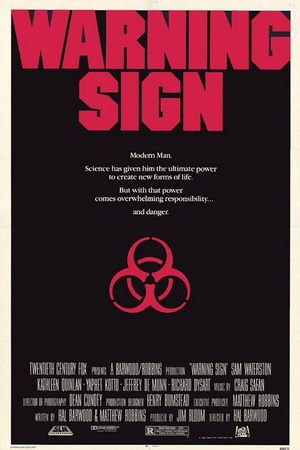 WARNING
SIGN
Modern Man.
Science has given him the ultimate power
to create new forms of life.
But with that power
comes overwhelming responsibility...
and danger.
TWENTIETH CENTURY FOX PRESENTS A BARWOOD/ROBBINS PRODUCTION "WARNING SIGN" SAM WATERSTON
KATHLEEN QUINLAN · YAPHET KOTTO · JEFFREY DE MUNN · RICHARD DYSART MUSIC BY CRAIG SAFAN
DIRECTOR OF PHOTOGRAPHY DEAN CUNDEY PRODUCTION DESIGNER HENRY BUMSTEAD EXECUTIVE PRODUCER MATTHEW ROBBINS
WRITTEN BY HAL BARWOOD & MATTHEW ROBBINS PRODUCED BY JIM BLOOM DIRECTED BY HAL BARWOOD